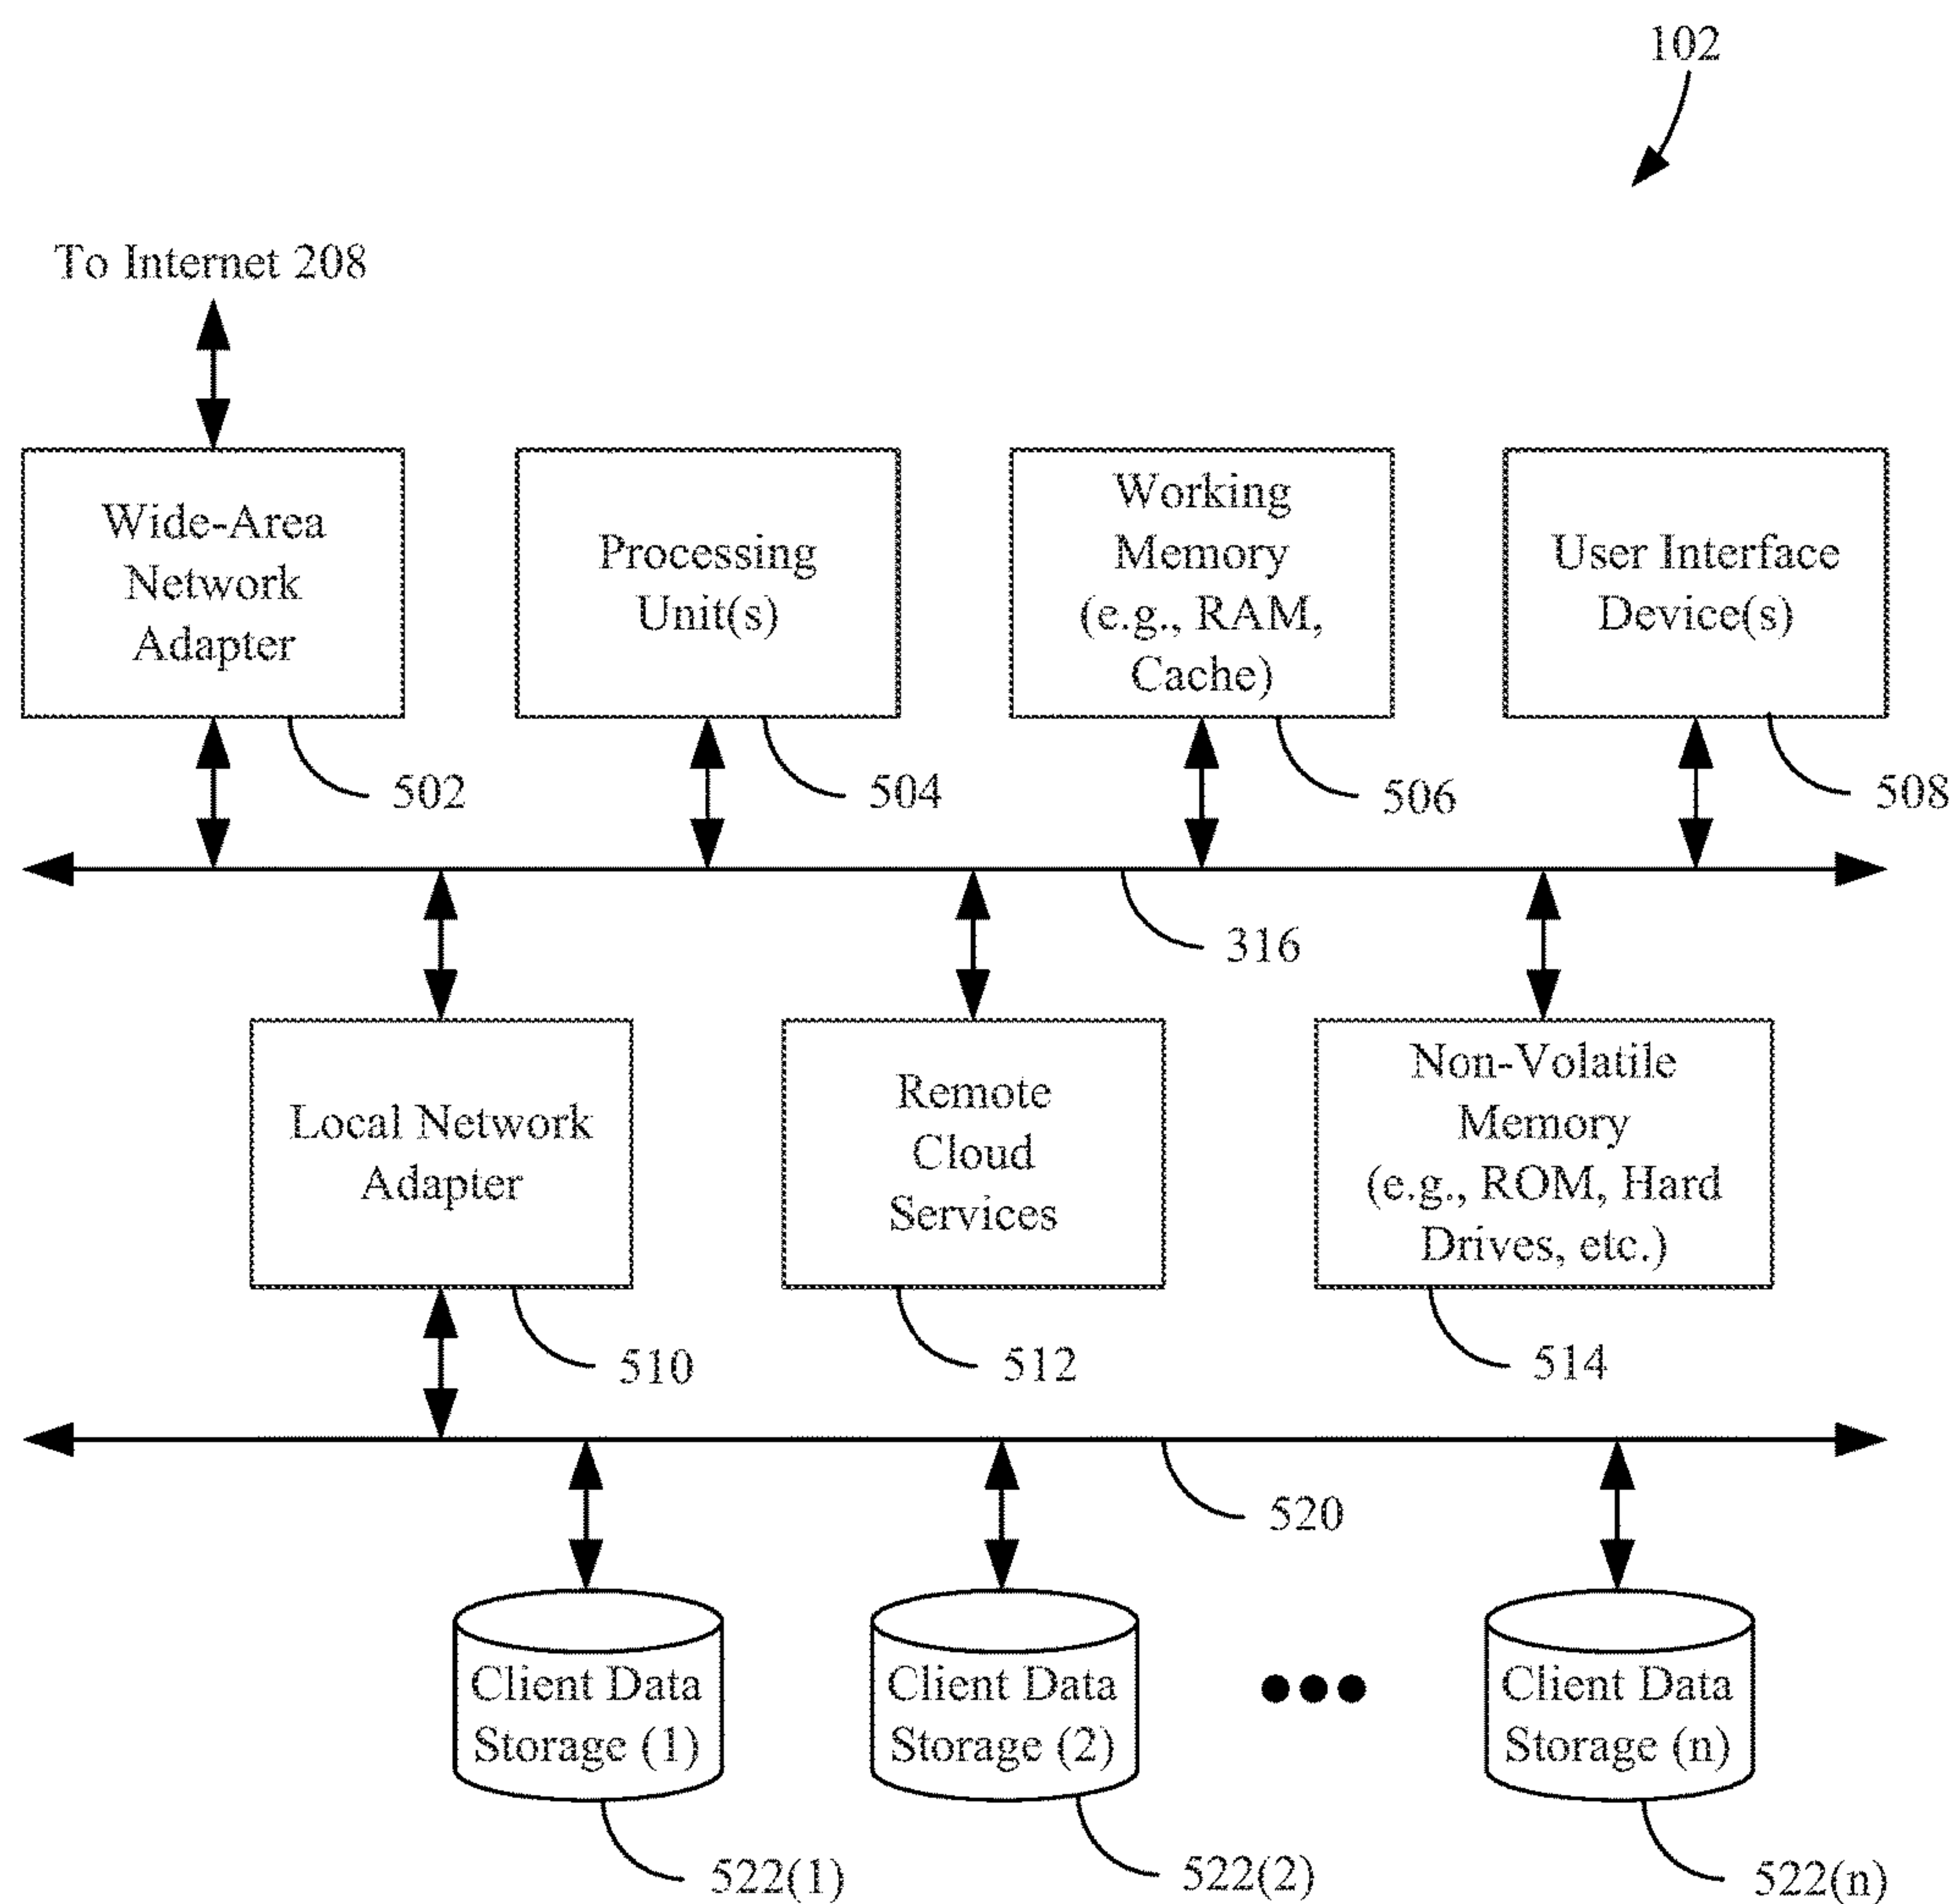 102
To Internet 208
Wide-Area
Network
Adapter
Processing
Unit(s)
Working
Memory
(e.g., RAM,
Cache)
User Interface
Device(s)
502
504
506
508
316
Local Network
Adapter
Remote
Cloud
Services
Non-Volatile
Memory
(e.g., ROM, Hard
Drives, etc.)
510
512
514
520
Client Data
Storage (1)
Client Data
Storage (2)
Client Data
Storage (n)
522(1)
522(2)
522(n)